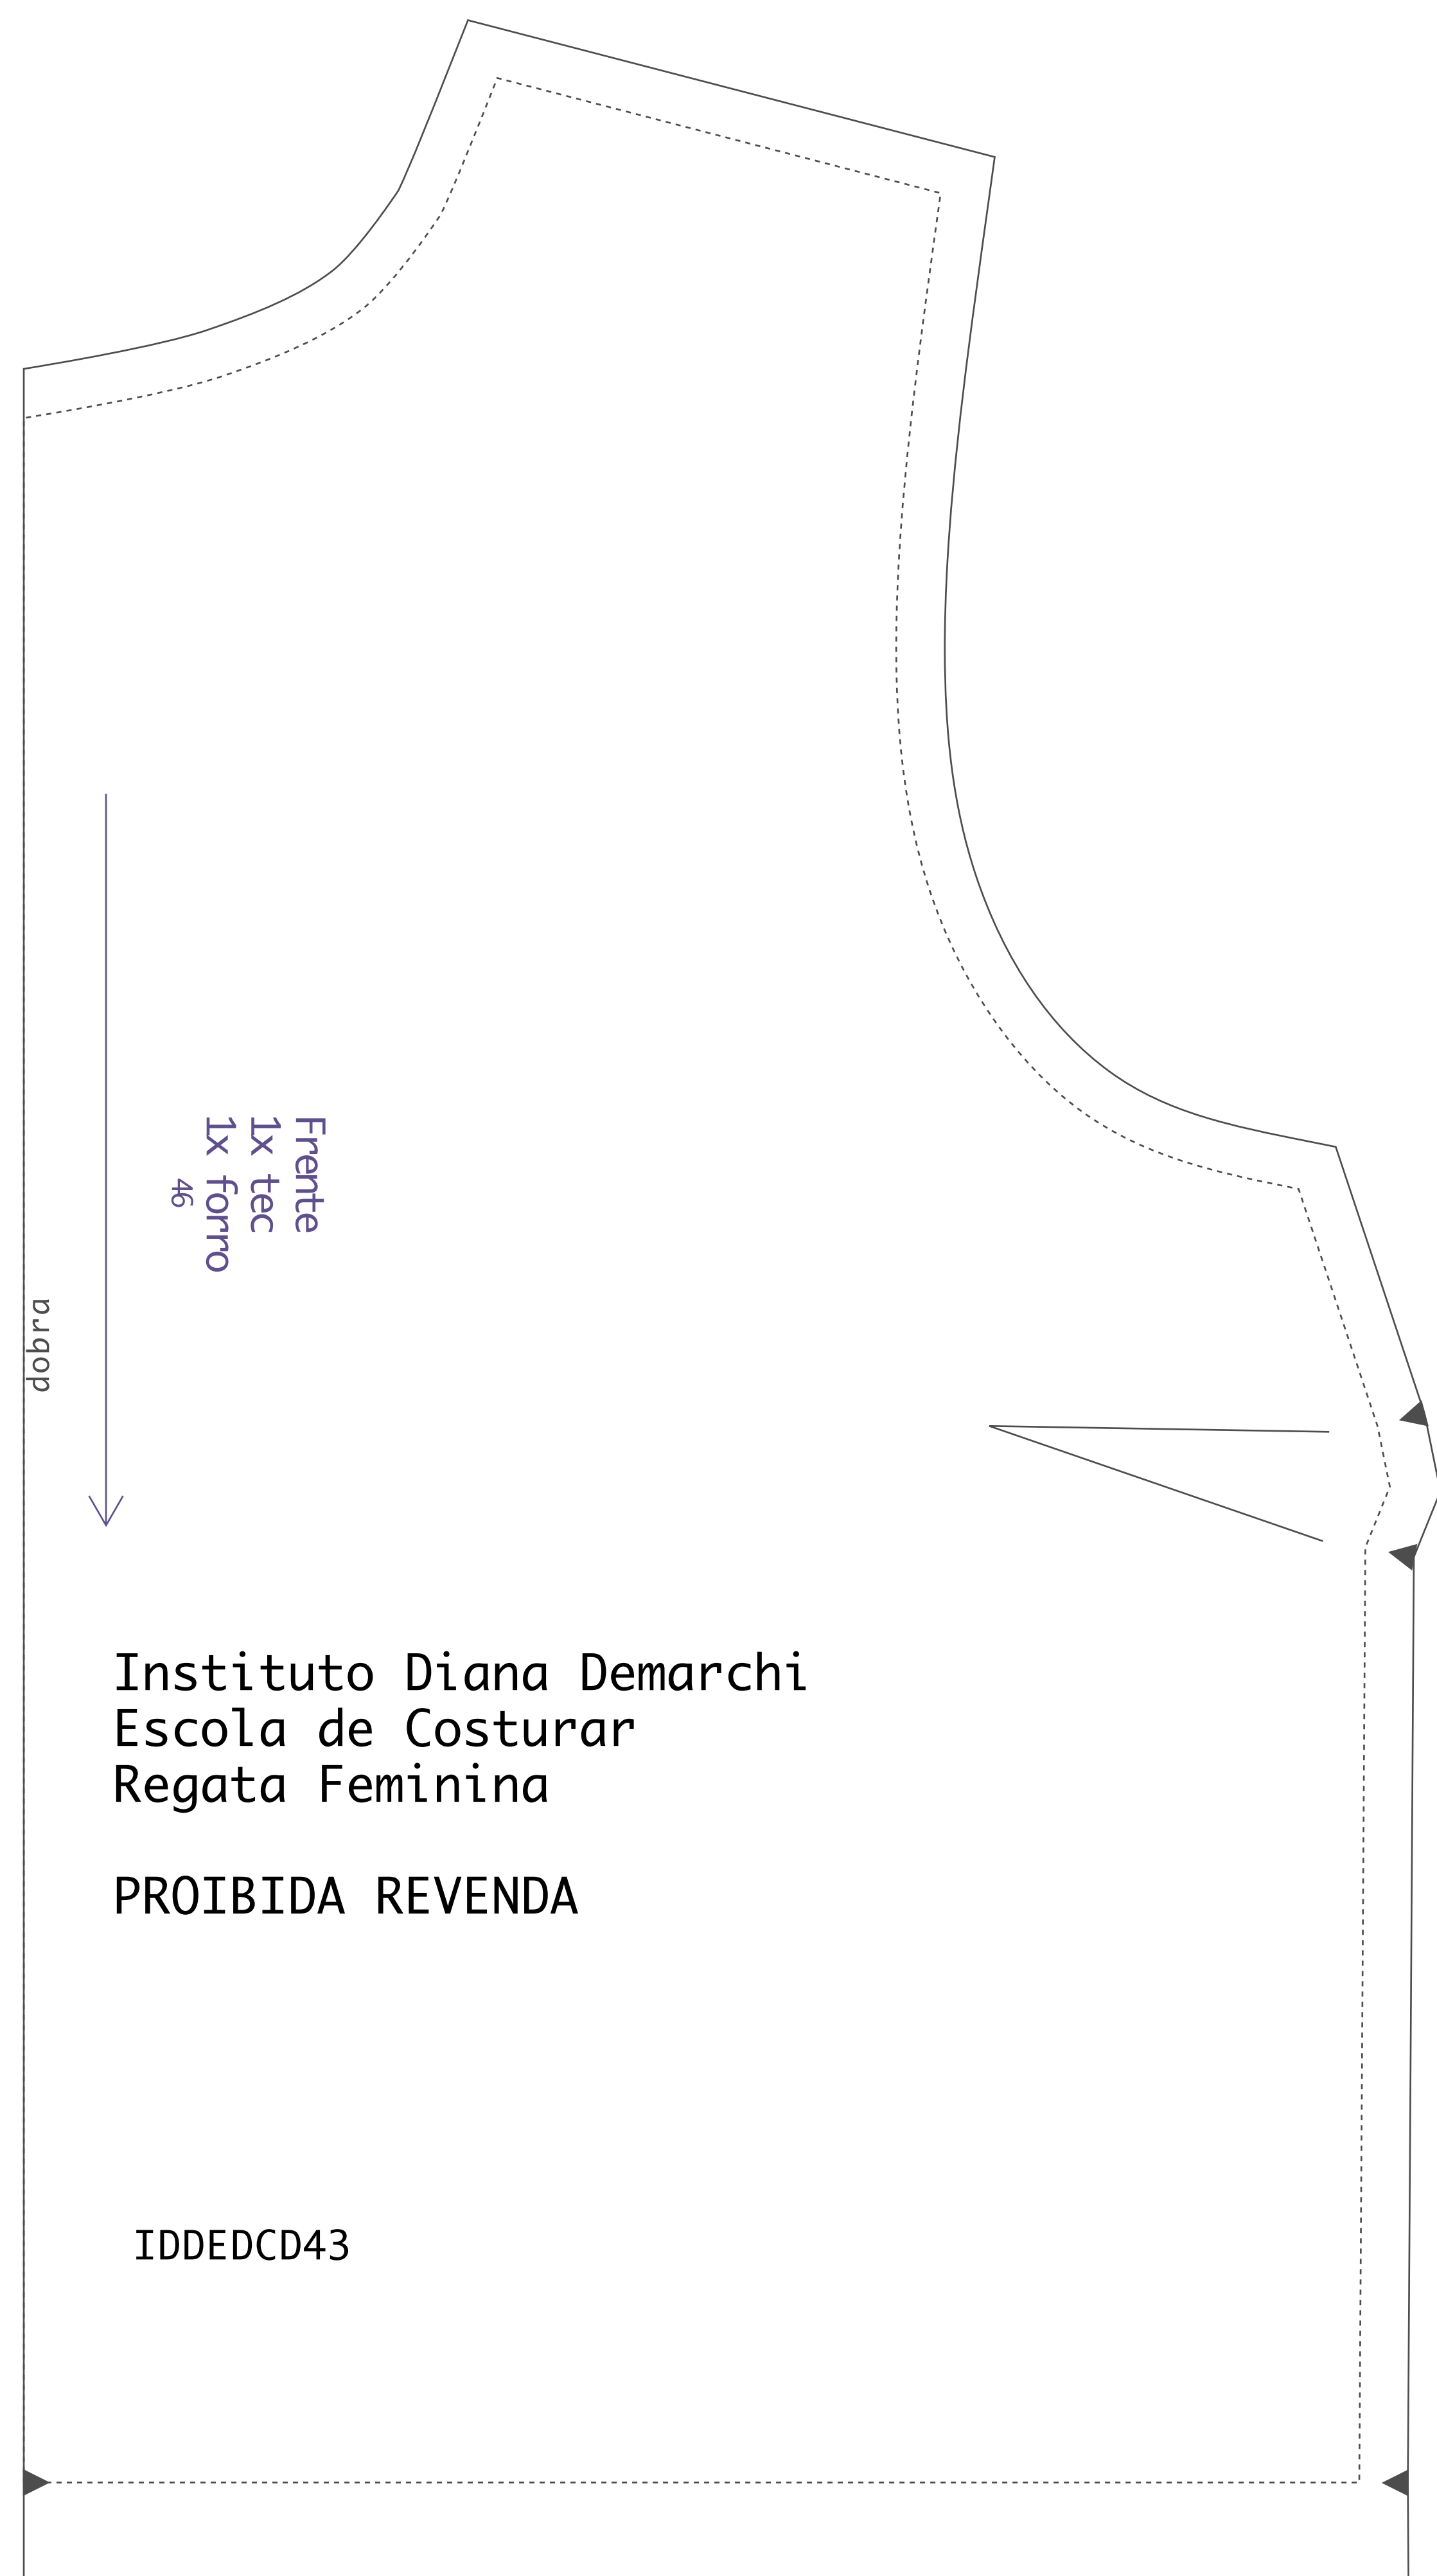 Frente
1x tec
1x forro
46
dobra
Instituto Diana Demarchi
Escola de Costurar
Regata Feminina
PROIBIDA REVENDA
IDDEDCD43